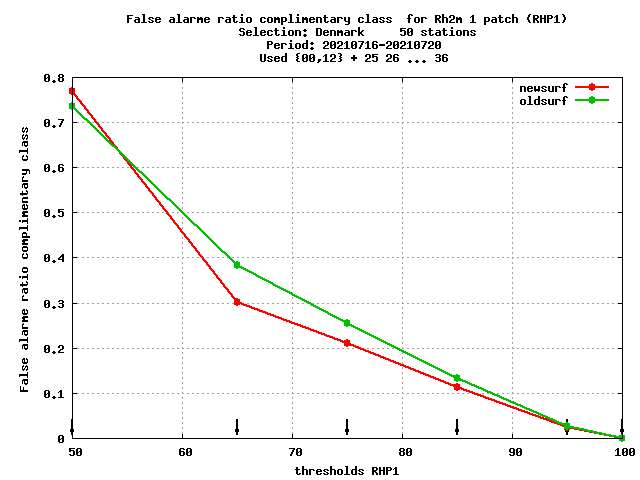 False alarme ratio complimentary class  for Rh2m 1 patch (RHP1)
Selection: Denmark     50 stations
Period: 20210716-20210720
Used {00,12} + 25 26 ... 36
newsurf
oldsurf
0,8
0,7
0,6
0,5
0,4
0,3
0,2
0,1
0
False alarme ratio complimentary class
50 60 70 80 90 100
thresholds RHP1